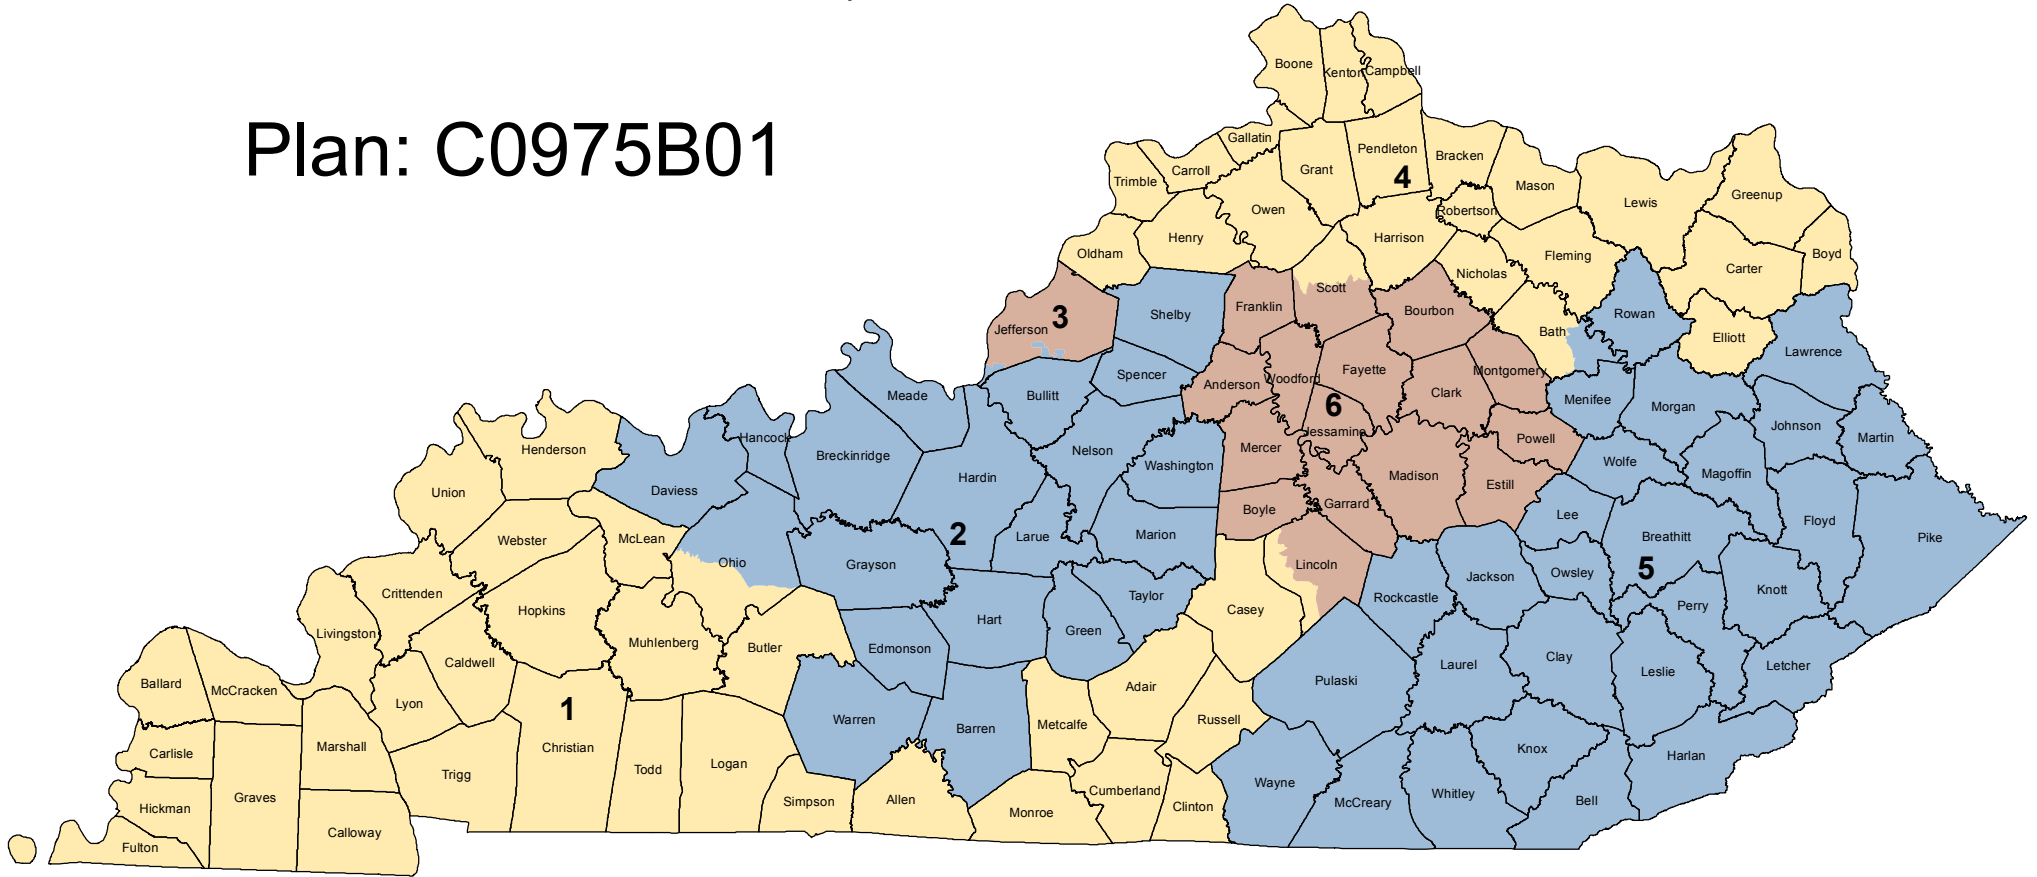 Boone
Kenton
Campbell
Plan: C0975B01
Gallatin
Pendleton
Bracken
Carroll
Grant
4
Trimble
Mason
Greenup
Lewis
Owen
Robertson
Henry
Harrison
Oldham
Fleming
Boyd
Carter
Nicholas
Scott
Franklin
Bourbon
Shelby
Rowan
3
Jefferson
Bath
Elliott
Lawrence
Spencer
Fayette
Montgomery
Woodford
Anderson
Clark
Meade
Bullitt
Menifee
Morgan
6
Johnson
Martin
Hancock
Jessamine
Powell
Henderson
Mercer
Nelson
Breckinridge
Washington
Wolfe
Magoffin
Hardin
Madison
Estill
Union
Daviess
Garrard
Boyle
Lee
Floyd
2
Larue
Marion
Breathitt
Pike
Webster
McLean
Ohio
Grayson
Lincoln
5
Owsley
Jackson
Knott
Crittenden
Taylor
Rockcastle
Perry
Hopkins
Casey
Hart
Green
Livingston
Muhlenberg
Butler
Edmonson
Clay
Caldwell
Laurel
Leslie
Letcher
Ballard
McCracken
Adair
Pulaski
Lyon
1
Warren
Russell
Metcalfe
Barren
Marshall
Christian
Knox
Carlisle
Harlan
Logan
Todd
Trigg
Wayne
Cumberland
Whitley
Graves
Simpson
Allen
McCreary
Bell
Hickman
Clinton
Monroe
Calloway
Fulton